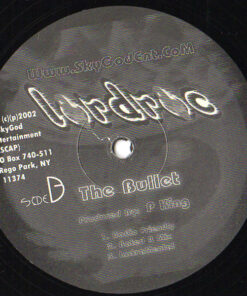 Www.SkyGodEnt.CoM
lordroc
(c)(p)2002
SkyGod
Entertainment
(ASCAP)
PO Box 740-511
Rego Park, NY
11374
SIDE D
The Bullet
Produced By: P King
1. Radio Friendly
3. Instrumental